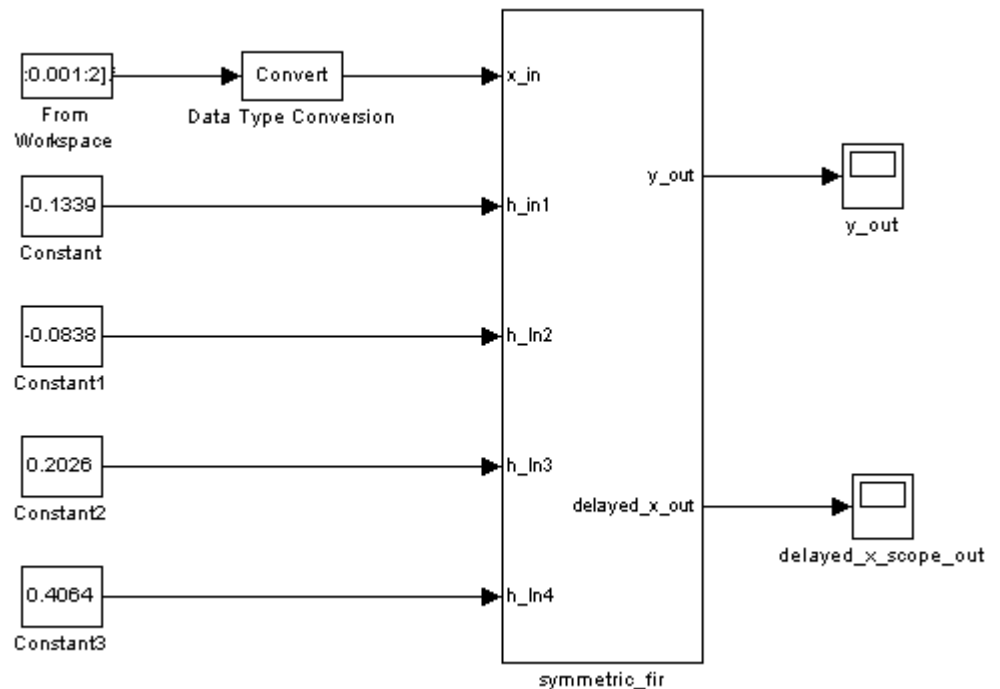 :0.001:2].
From
Workspace
Convert
Data Type Conversion
x_in
-0.1339
Constant
h_in1
y_out
y_out
-0.0838
Constant1
h_In2
0.2026
Constant2
h_In3
delayed_x_out
delayed_x_scope_out
0.4064
Constant3
h_In4
symmetric_fir